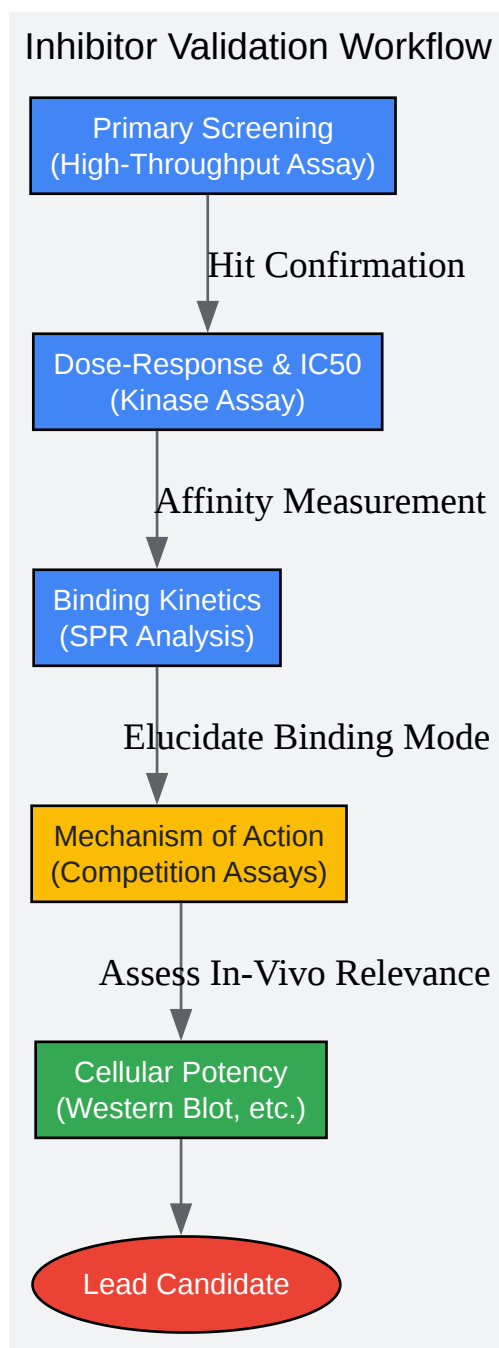 Inhibitor Validation Workflow
Primary Screening
(High-Throughput Assay)
Hit Confirmation
Dose-Response & IC50
(Kinase Assay)
Affinity Measurement
Binding Kinetics
(SPR Analysis)
Elucidate Binding Mode
Mechanism of Action
(Competition Assays)
Assess In-Vivo Relevance
Cellular Potency
(Western Blot, etc.)
Lead Candidate